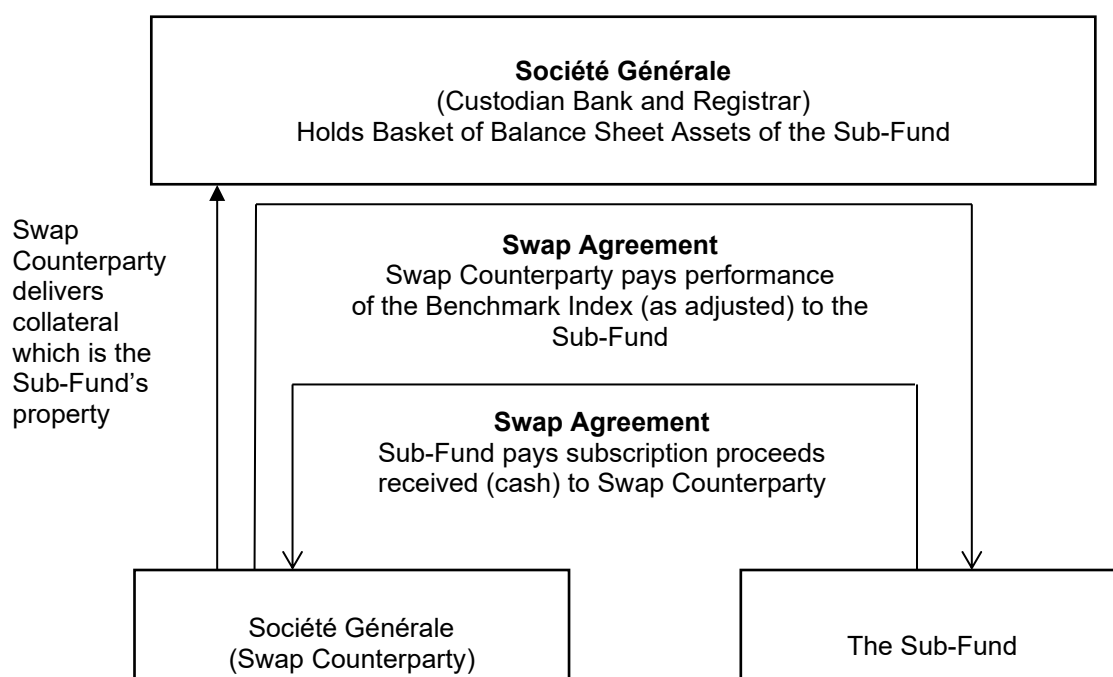 Société Générale
(Custodian Bank and Registrar)
Holds Basket of Balance Sheet Assets of the Sub-Fund
Swap
Counterparty
delivers
collateral
which is the
Sub-Fund’s
property
Swap Agreement
Swap Counterparty pays performance
of the Benchmark Index (as adjusted) to the
Sub-Fund
Swap Agreement
Sub-Fund pays subscription proceeds
received (cash) to Swap Counterparty
Société Générale
(Swap Counterparty)
The Sub-Fund